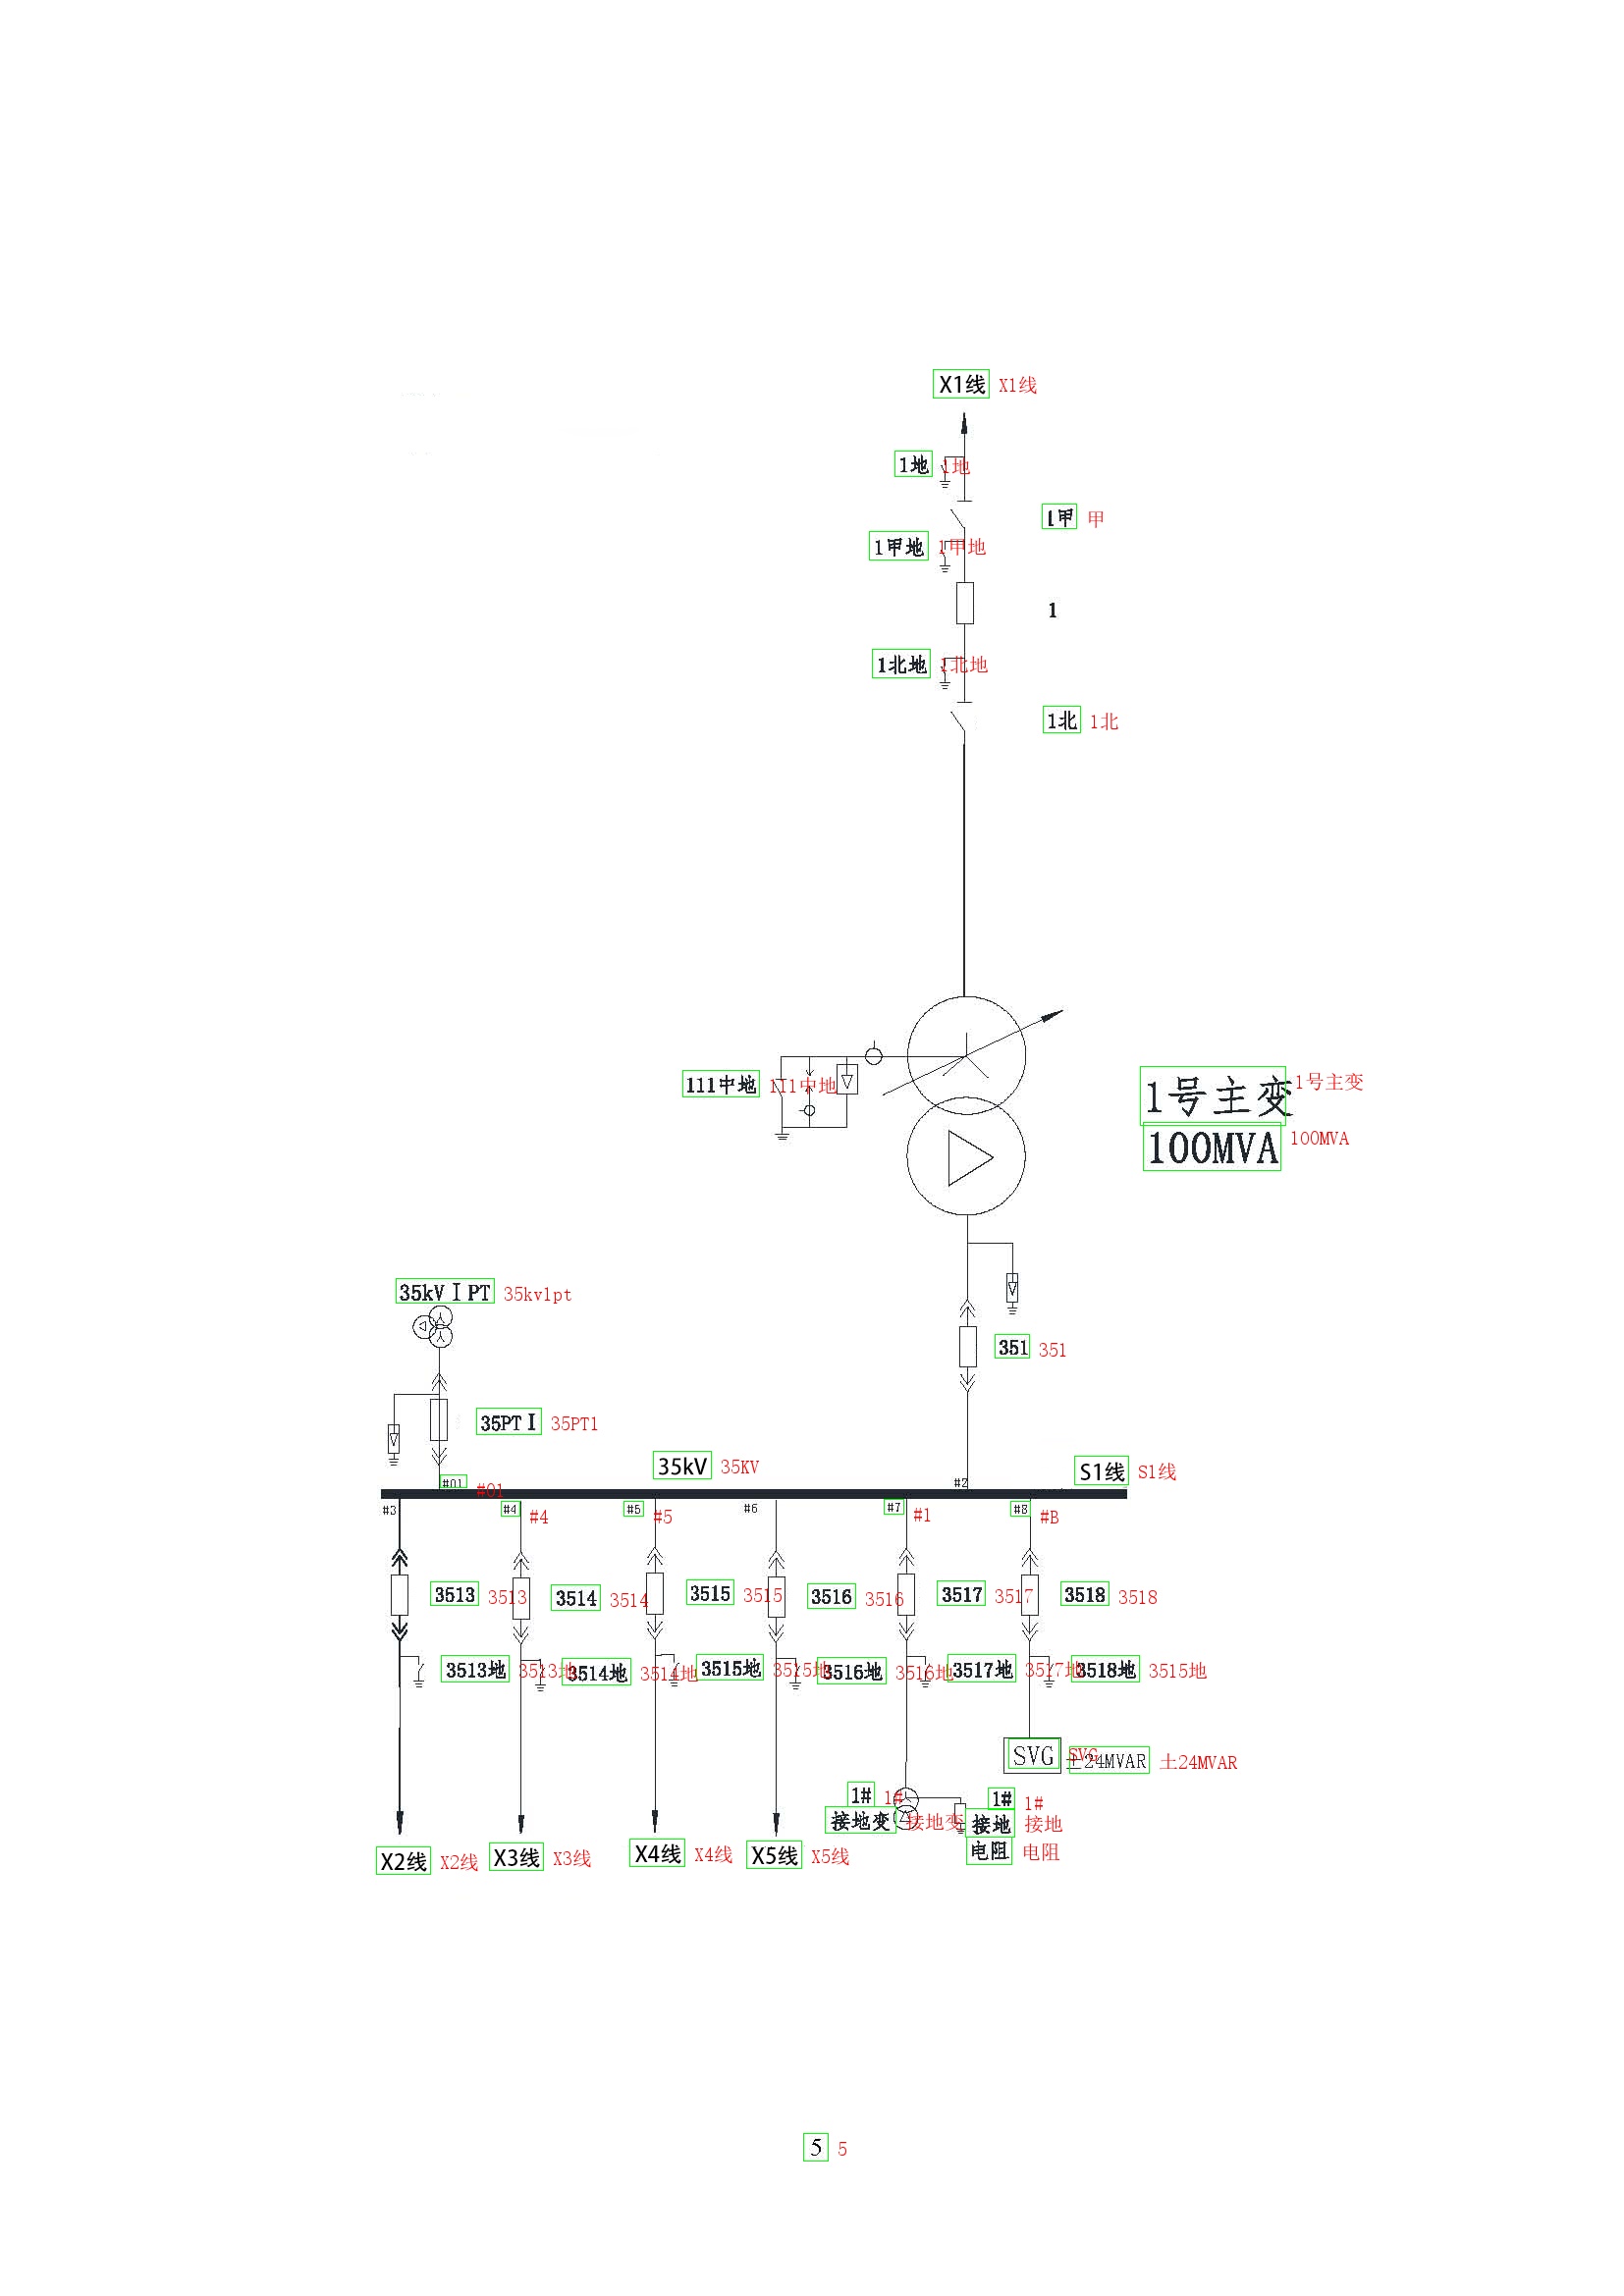 X1线 X1线
1地 1地
1甲 甲
1甲地 1甲地
1
1北地 1北地
1北 1北
111中地 111中地
1号主变 1号主变
100MVA 100MVA
35kVⅠPT 35kv1pt
351 351
35PTⅠ 35PT1
35kV 35KV
S1线 S1线
#01 #01
#2
#3
#4 #4
#5 #5
#6
#7 #1
#8 #B
3513 3513
3514 3514
3515 3515
3516 3516
3517 3517
3518 3518
3513地 3513地
3514地 3514地
3515地 3515地
3516地 3516地
3517地 3517地
3518地 3515地
SVG SVG
±24MVAR 土24MVAR
1# 1#
接地变 接地变
1# 1#
接地 接地
电阻 电阻
X2线 X2线
X3线 X3线
X4线 X4线
X5线 X5线
5 5